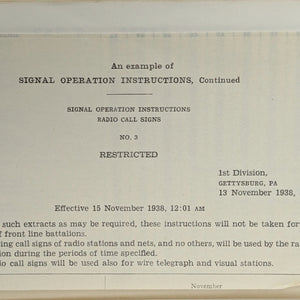 An example of
SIGNAL OPERATION INSTRUCTIONS, Continued
SIGNAL OPERATION INSTRUCTIONS
RADIO CALL SIGNS
NO. 3
RESTRICTED
1st Division,
GETTYSBURG, PA
13 November 1938,
Effective 15 November 1938, 12:01 AM
such extracts as may be required, these instructions will not be taken for
f front line battalions.
ing call signs of radio stations and nets, and no others, will be used by the ra
ion during the periods of time specified.
io call signs will be used also for wire telegraph and visual stations.
November